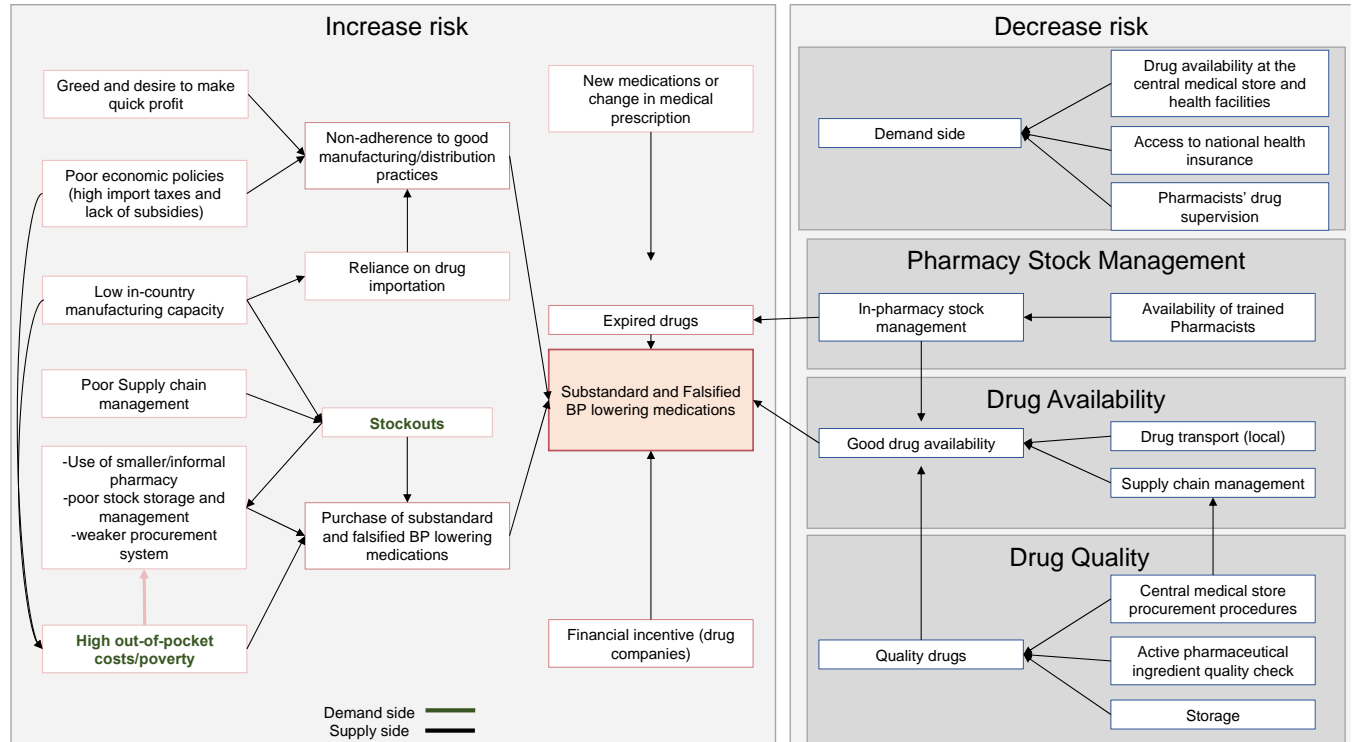 Increase risk
Greed and desire to make
quick profit
Poor economic policies
(high import taxes and
lack of subsidies)
Low in-country
manufacturing capacity
Poor Supply chain
management
-Use of smaller/informal
pharmacy
-poor stock storage and
management
-weaker procurement
system
High out-of-pocket
costs/poverty
Non-adherence to good
manufacturing/distribution
practices
Reliance on drug
importation
Stockouts
Purchase of substandard
and falsified BP lowering
medications
New medications or
change in medical
prescription
Expired drugs
Substandard and Falsified
BP lowering medications
Financial incentive (drug
companies)
Demand side
Supply side
Decrease risk
Demand side
Drug availability at the
central medical store and
health facilities
Access to national health
insurance
Pharmacists' drug
supervision
Pharmacy Stock Management
In-pharmacy stock
management
Availability of trained
Pharmacists
Drug Availability
Good drug availability
Drug transport (local)
Supply chain management
Drug Quality
Quality drugs
Central medical store
procurement procedures
Active pharmaceutical
ingredient quality check
Storage